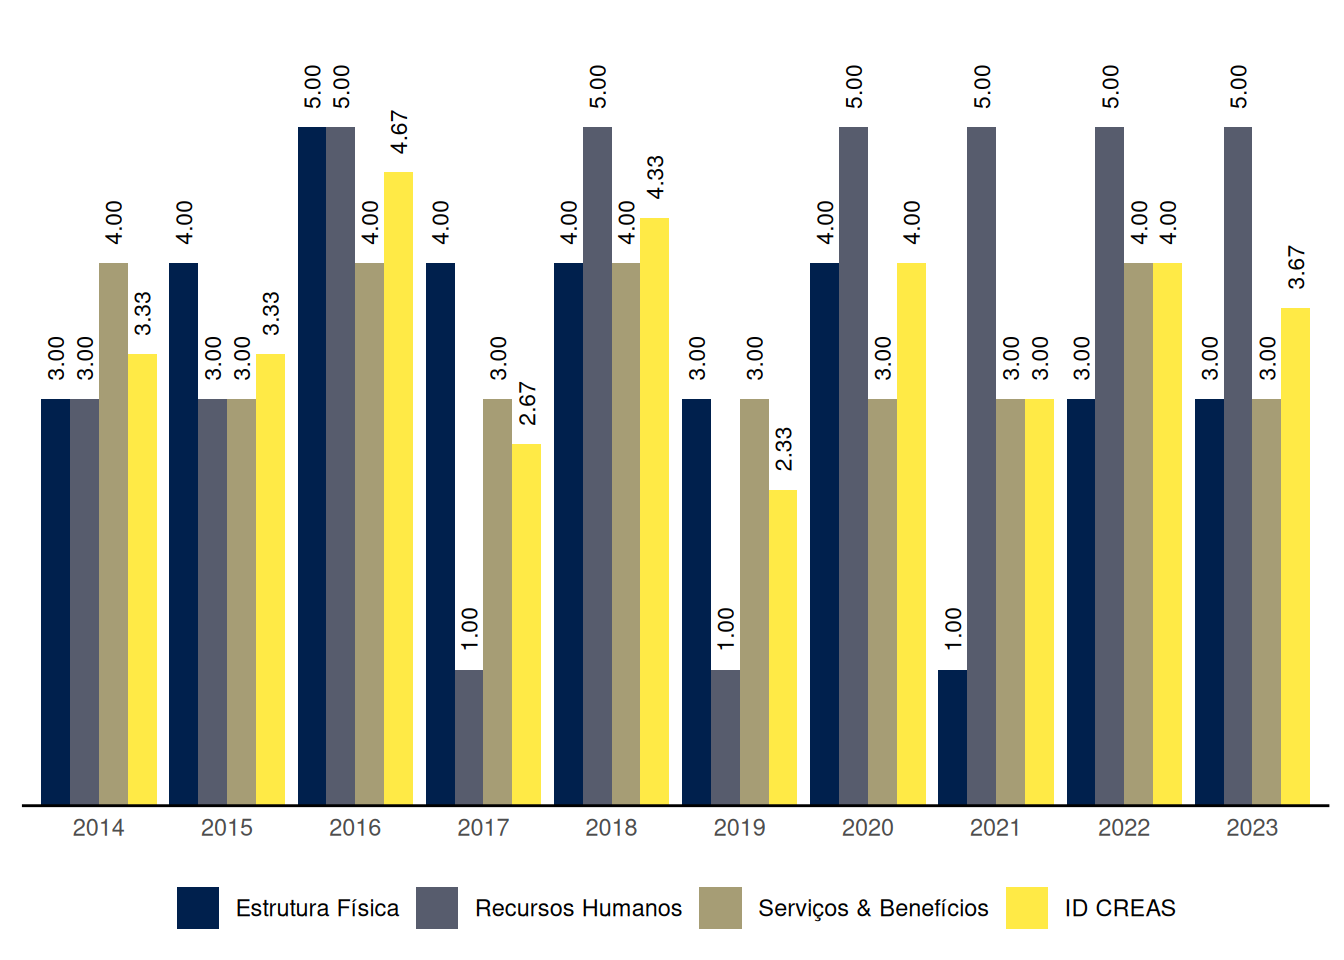 5.00 5.00 5.00 5.00 5.00 5.00 5.00
4.67
4.33
4.00 4.00 4.00 4.00 4.00 4.00 4.00 4.00 4.00 4.00
3.67
3.33 3.33
3.00 3.00 3.00 3.00 3.00 3.00 3.00 3.00 3.00 3.00 3.00 3.00 3.00
2.67
2.33
1.00 1.00 1.00
2014 2015 2016 2017 2018 2019 2020 2021 2022 2023
Estrutura Física Recursos Humanos Serviços & Benefícios ID CREAS